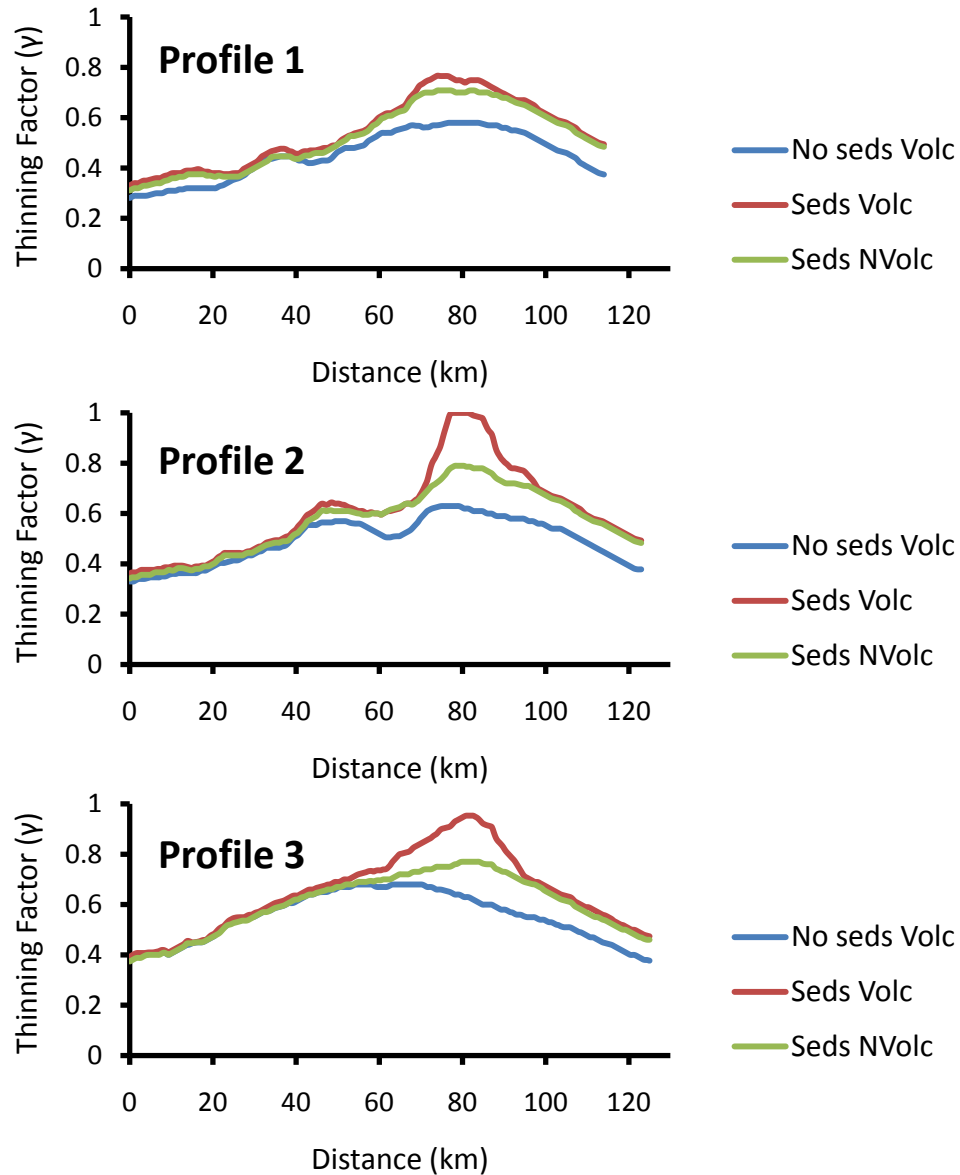 1
0.8
0.6
0.4
0.2
0
Thinning Factor (γ)
Profile 1
0 20 40 60 80 100 120
Distance (km)
No seds Volc
Seds Volc
Seds NVolc
1
0.8
0.6
0.4
0.2
0
Thinning Factor (γ)
Profile 2
0 20 40 60 80 100 120
Distance (km)
No seds Volc
Seds Volc
Seds NVolc
1
0.8
0.6
0.4
0.2
0
Thinning Factor (γ)
Profile 3
0 20 40 60 80 100 120
Distance (km)
No seds Volc
Seds Volc
Seds NVolc